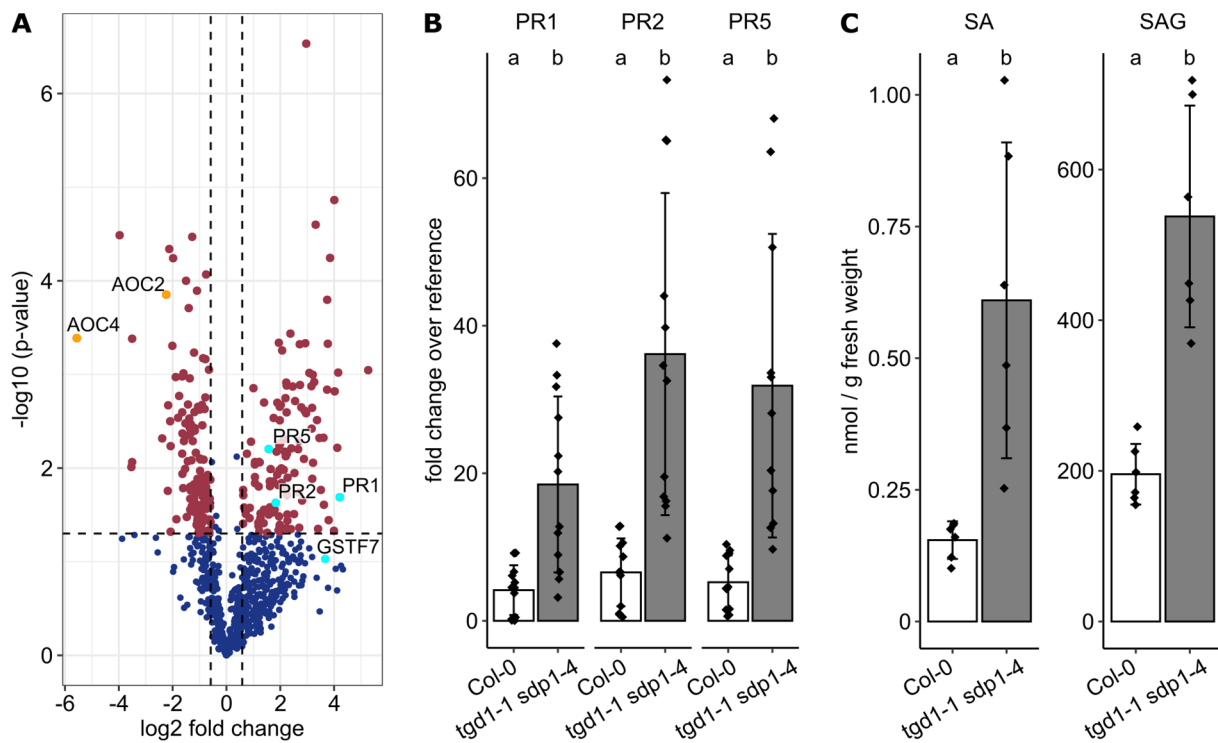 A
-log10 (p-value)
6
4
2
0
AOC2
AOC4
PR5
PR2
PR1
GSTF7
-6
-4
-2
0
2
4
log2 fold change
B
PR1
PR2
PR5
a
b
a
b
a
b
fold change over reference
60
40
20
0
Col-0
tgd1-1 sdp1-4
Col-0
tgd1-1 sdp1-4
Col-0
tgd1-1 sdp1-4
C
SA
SAG
a
b
a
b
nmol / g fresh weight
1.00
0.75
0.50
0.25
0
600
400
200
0
Col-0
tgd1-1 sdp1-4
Col-0
tgd1-1 sdp1-4